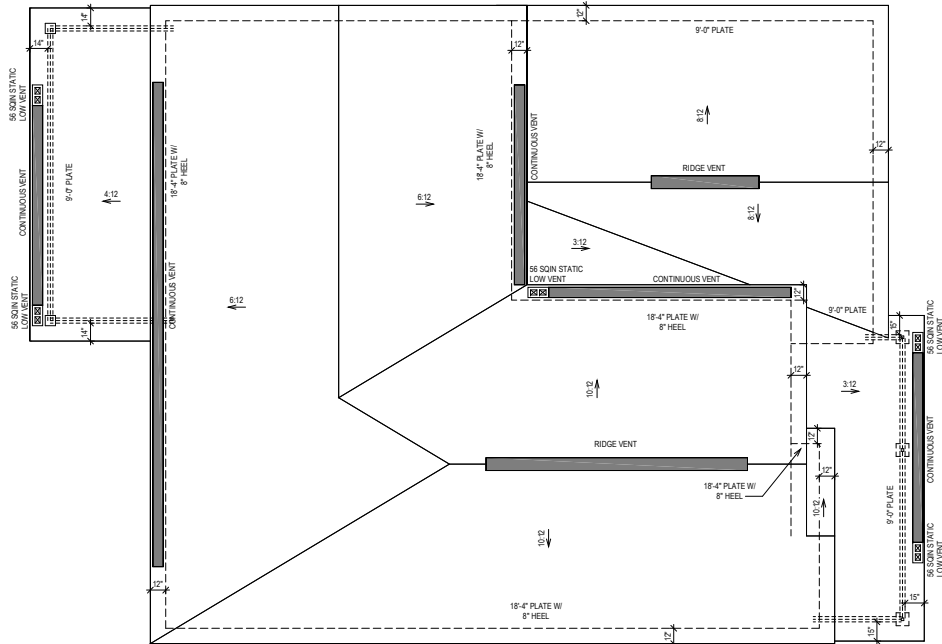 14"
14"
56 SQIN STATIC
LOW VENT
CONTINUOUS VENT
9'-0" PLATE
4:12
56 SQIN STATIC
LOW VENT
14"
18'-4" PLATE W/
8" HEEL
CONTINUOUS VENT
6:12
12"
6:12
18'-4" PLATE W/
8" HEEL
12"
CONTINUOUS VENT
12"
9'-0" PLATE
8:12
12"
RIDGE VENT
8:12
3:12
56 SQIN STATIC
LOW VENT
CONTINUOUS VENT
12"
18'-4" PLATE W/
8" HEEL
9'-0" PLATE
15"
56 SQIN STATIC
LOW VENT
10:12
12"
3:12
RIDGE VENT
12"
12"
18'-4" PLATE W/
8" HEEL
10:12
CONTINUOUS VENT
9'-0" PLATE
10:12
56 SQIN STATIC
LOW VENT
18'-4" PLATE W/
8" HEEL
12"
15"
15"